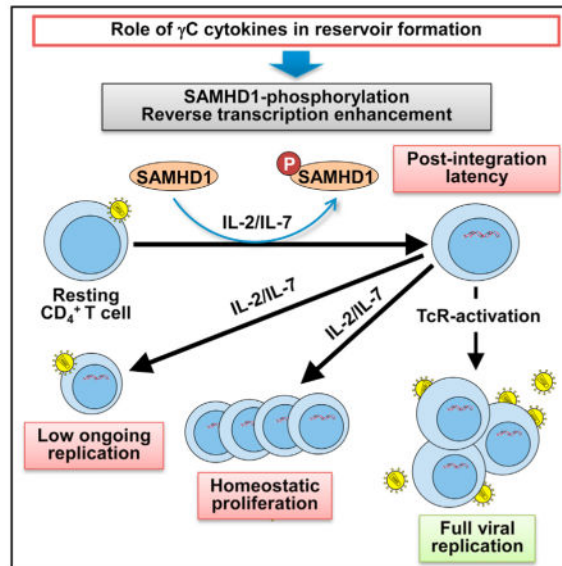 Role of γC cytokines in reservoir formation
SAMHD1-phosphorylation
Reverse transcription enhancement
SAMHD1
P
SAMHD1
Post-integration
latency
IL-2/IL-7
Resting
CD₄⁺ T cell
IL-2/IL-7
IL-2/IL-7
TcR-activation
Low ongoing
replication
Homeostatic
proliferation
Full viral
replication